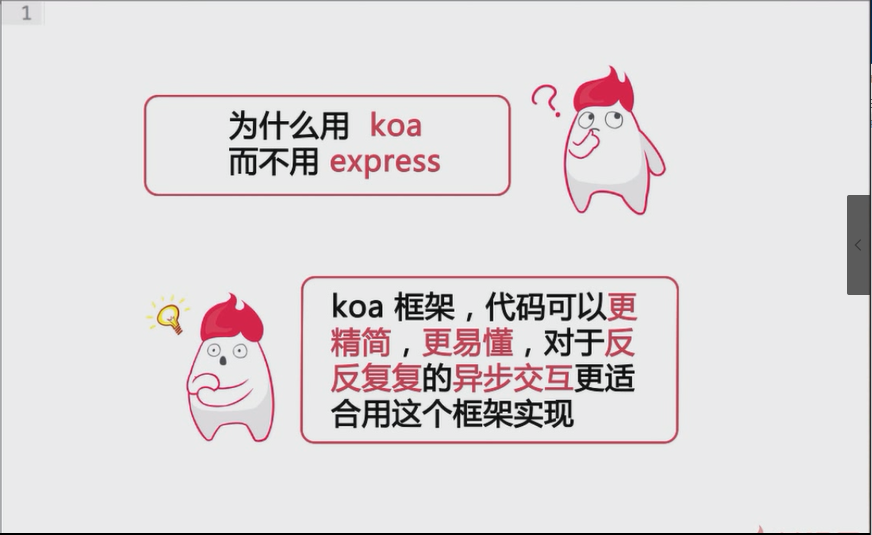 1
为什么用 koa
而不用 express
koa 框架，代码可以更
精简，更易懂，对于反
反复复的异步交互更适
合用这个框架实现